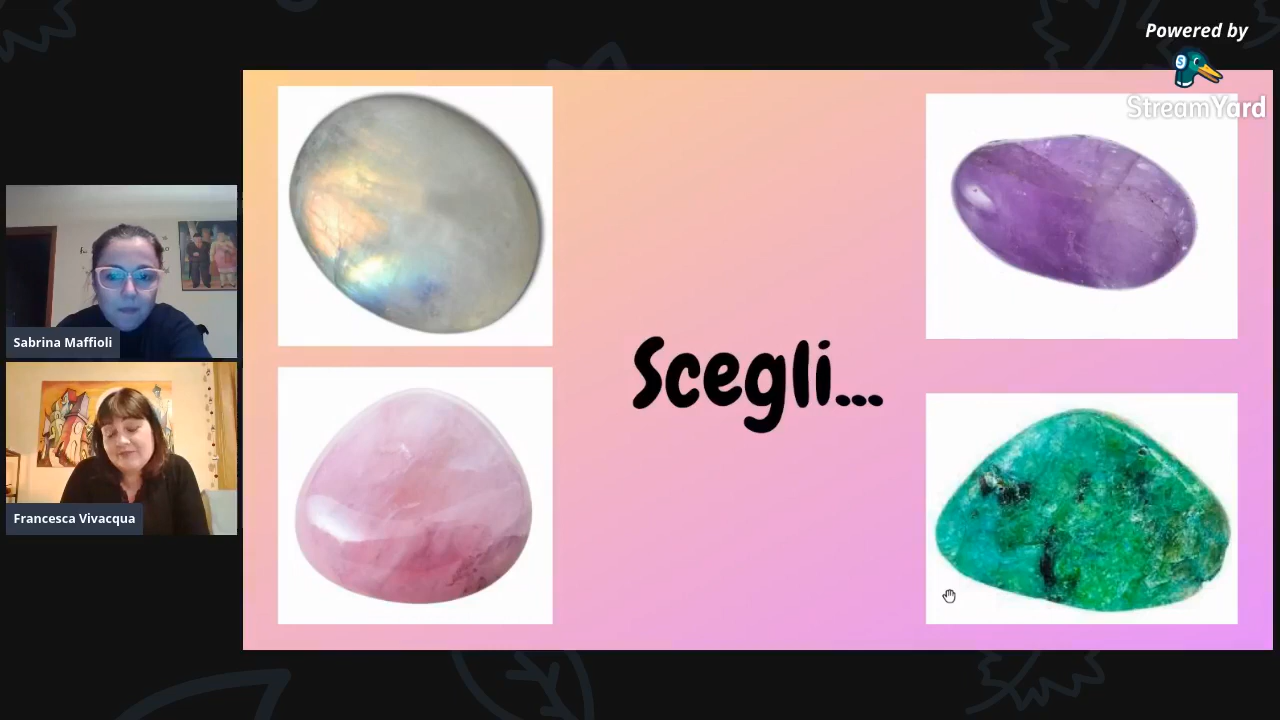 Powered by
StreamYard
Sabrina Maffioli
Scegli...
Francesca Vivacqua